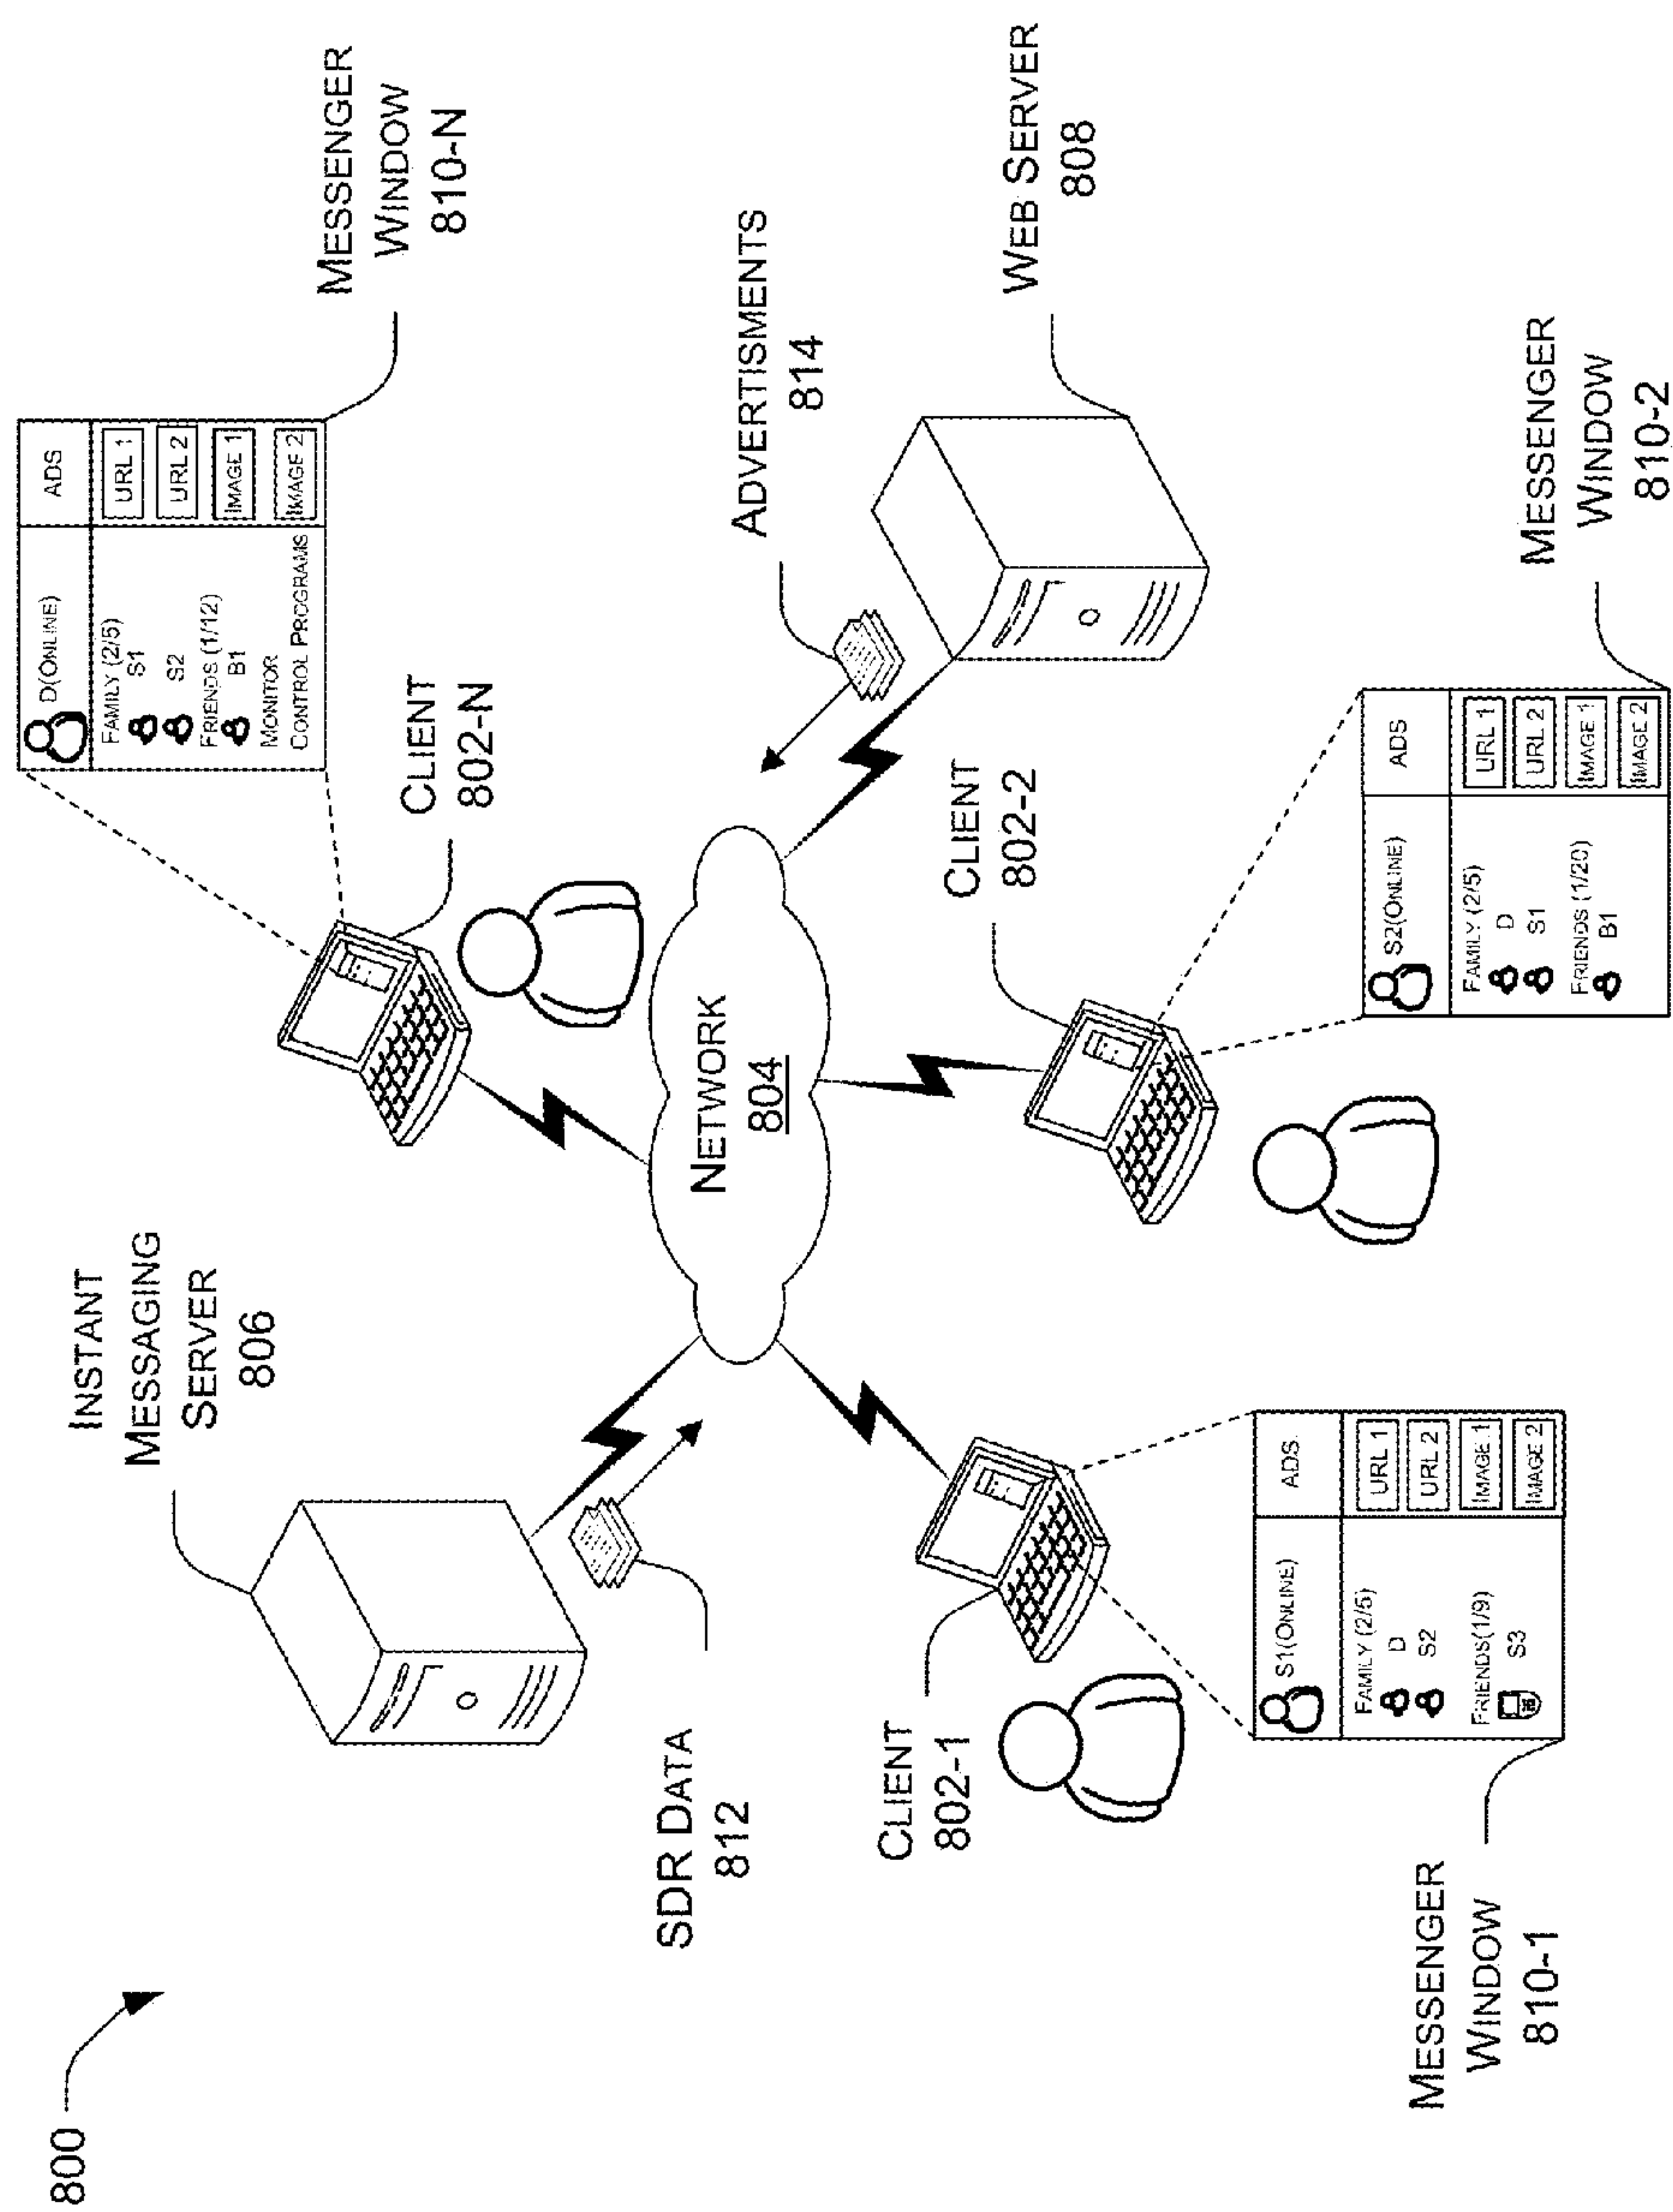 800
INSTANT
MESSAGING
SERVER
806
SDR DATA
812
D(ONLINE)
ADS
FAMILY (2/5)
S1
S2
FRIENDS (1/12)
B1
MONITOR
CONTROL PROGRAMS
URL 1
URL 2
IMAGE 1
IMAGE 2
MESSENGER
WINDOW
810-N
CLIENT
802-N
NETWORK
804
ADVERTISMENTS
814
WEB SERVER
808
CLIENT
802-1
S1(ONLINE)
ADS
FAMILY (2/5)
D
S2
FRIENDS(1/9)
S3
URL 1
URL 2
IMAGE 1
IMAGE 2
MESSENGER
WINDOW
810-1
CLIENT
802-2
S2(ONLINE)
ADS
FAMILY (2/5)
D
S1
FRIENDS (1/20)
B1
URL 1
URL 2
IMAGE 1
IMAGE 2
MESSENGER
WINDOW
810-2